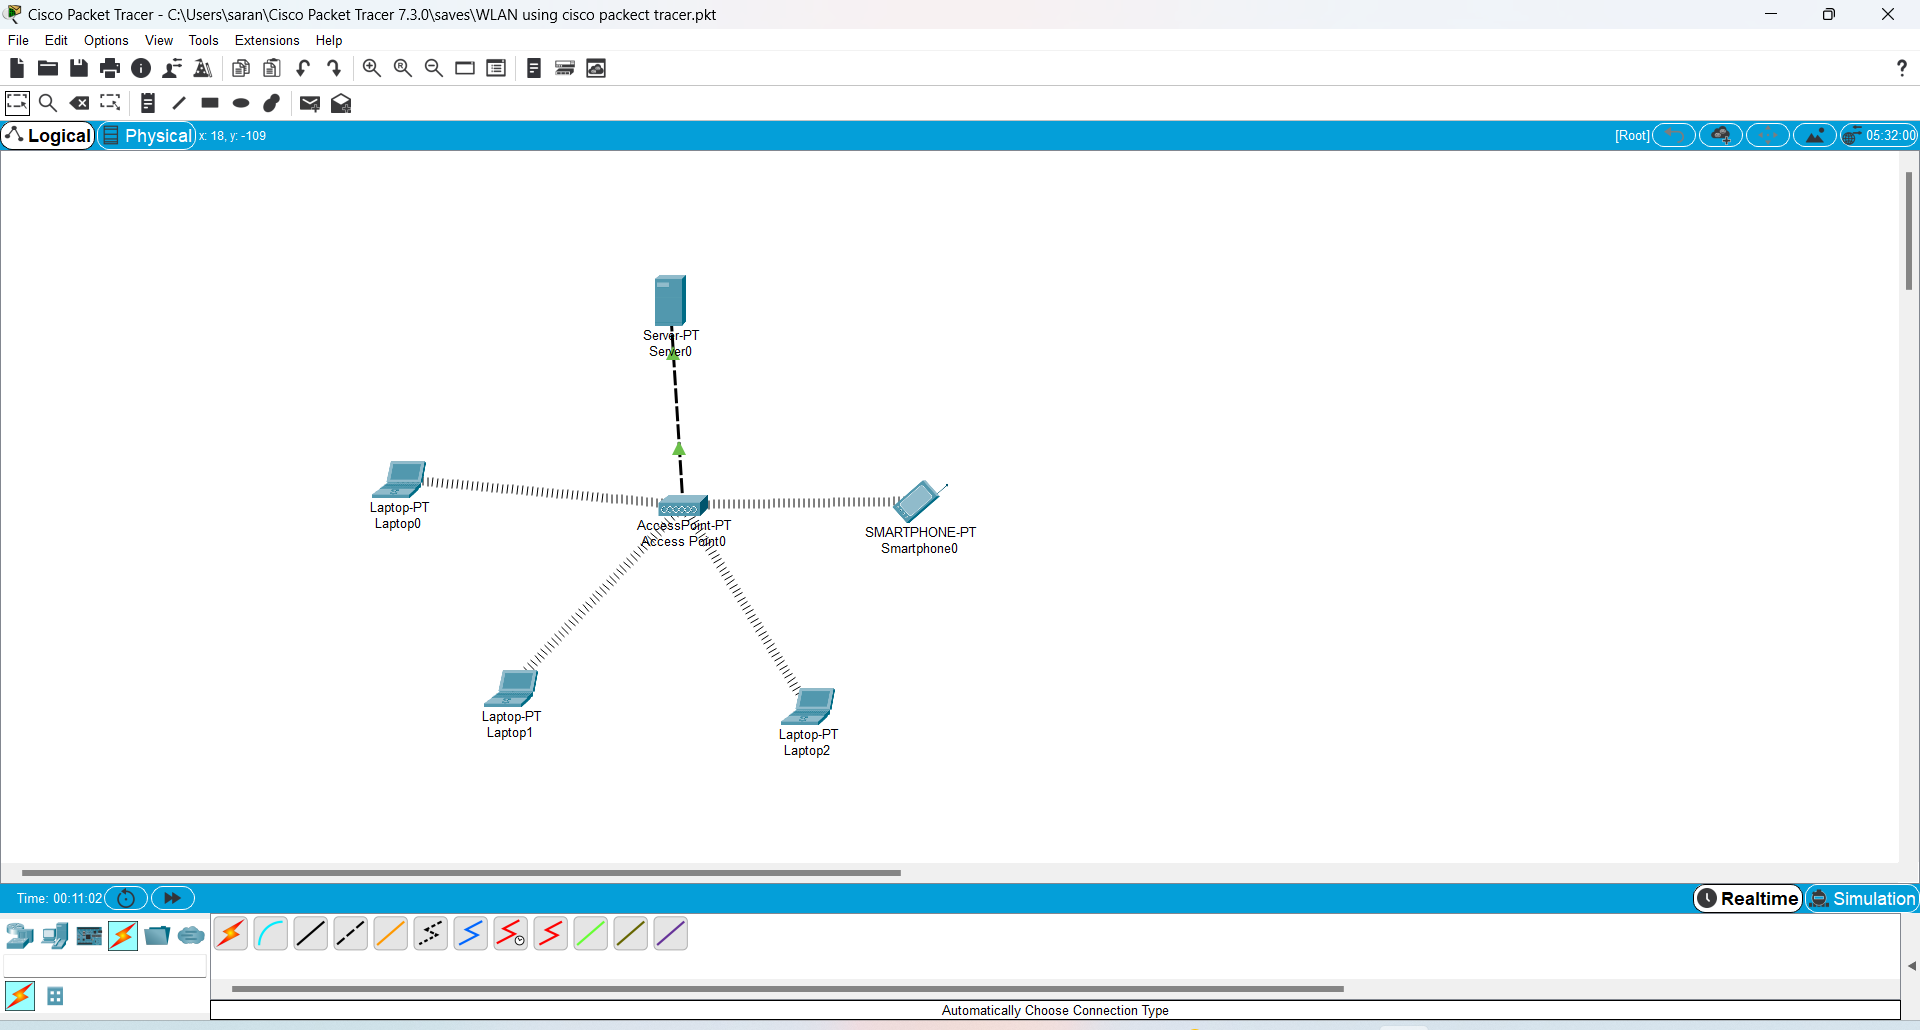 Cisco Packet Tracer - C:\Users\saran\Cisco Packet Tracer 7.3.0\saves\WLAN using cisco packect tracer.pkt
File Edit Options View Tools Extensions Help
?
Logical Physical x: 18, y: -109 [Root] 05:32:00
Server-PT
Server0
Laptop-PT
Laptop0
AccessPoint-PT
Access Point0
SMARTPHONE-PT
Smartphone0
Laptop-PT
Laptop1
Laptop-PT
Laptop2
Time: 00:11:02 Realtime Simulation
Automatically Choose Connection Type